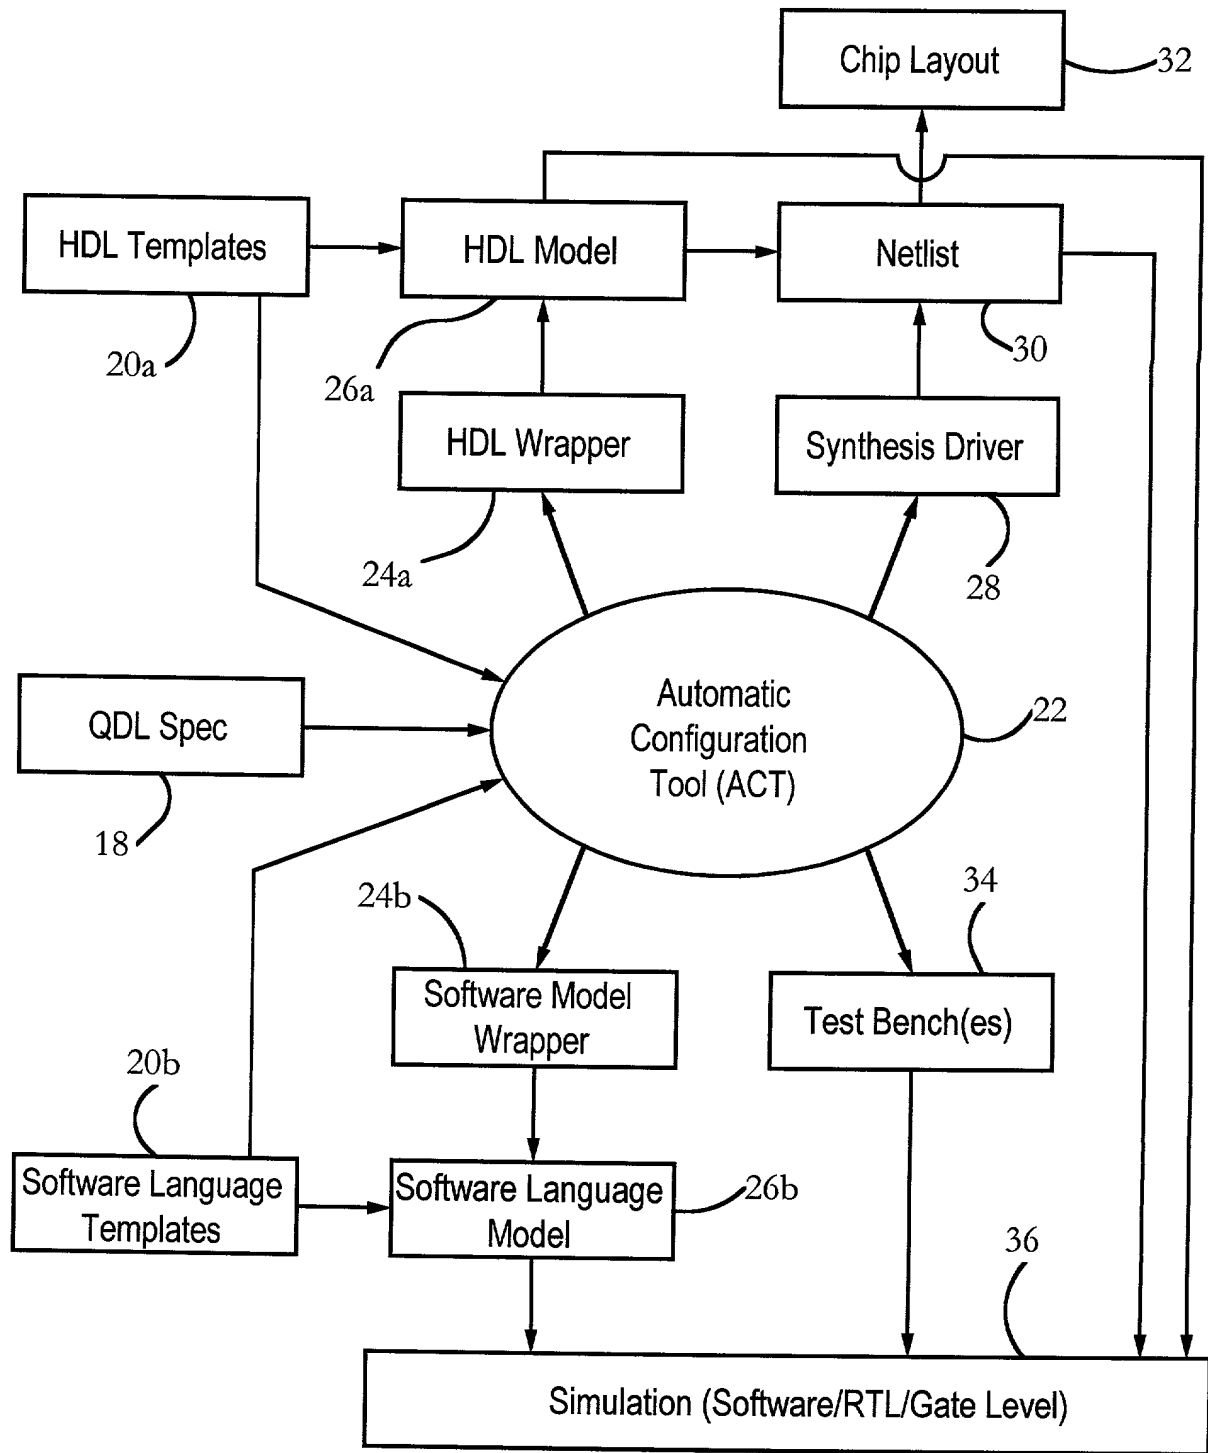 Chip Layout
32
HDL Templates
HDL Model
Netlist
20a
26a
30
HDL Wrapper
Synthesis Driver
24a
28
Automatic
Configuration
Tool (ACT)
22
QDL Spec
18
24b
34
Software Model
Wrapper
Test Bench(es)
20b
Software Language
Templates
Software Language
Model
26b
36
Simulation (Software/RTL/Gate Level)